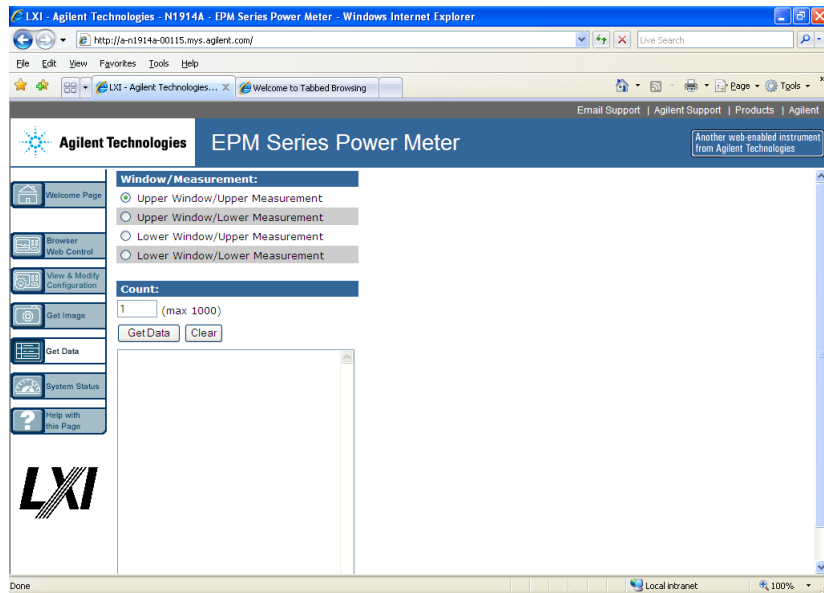 LXI - Agilent Technologies - N1914A - EPM Series Power Meter - Windows Internet Explorer
http://a-n1914a-00115.mys.agilent.com/
Live Search
File Edit View Favorites Tools Help
LXI - Agilent Technologies... X Welcome to Tabbed Browsing
Page Tools
Email Support | Agilent Support | Products | Agilent
Agilent Technologies
EPM Series Power Meter
Another web-enabled instrument
from Agilent Technologies
Welcome Page
Browser
Web Control
View & Modify
Configuration
Get Image
Get Data
System Status
Help with
this Page
LXI
Window/Measurement:
Upper Window/Upper Measurement
Upper Window/Lower Measurement
Lower Window/Upper Measurement
Lower Window/Lower Measurement
Count:
1 (max 1000)
Get Data Clear
Done
Local intranet
100%